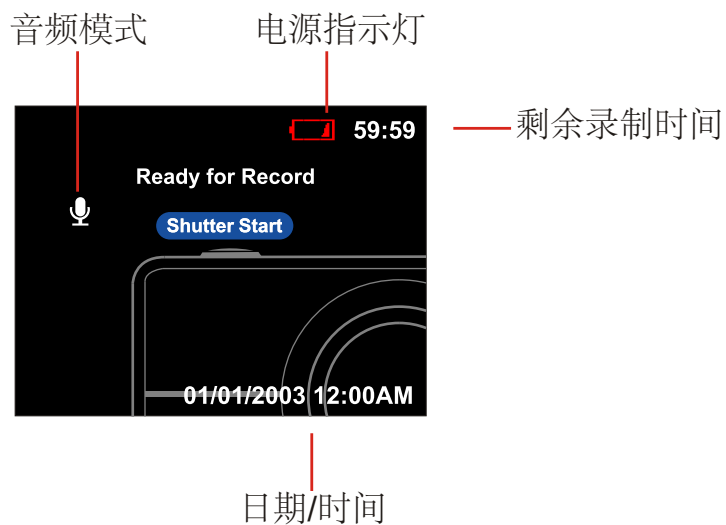 音频模式
电源指示灯
59:59
剩余录制时间
Ready for Record
Shutter Start
01/01/2003 12:00AM
日期/时间